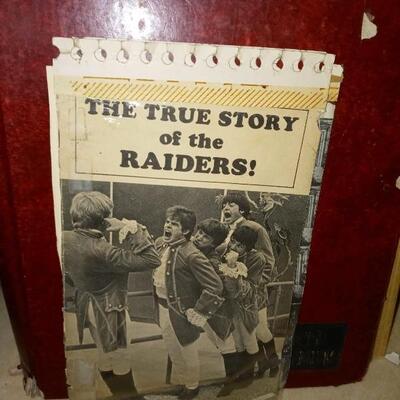 THE TRUE STORY
of the
RAIDERS!